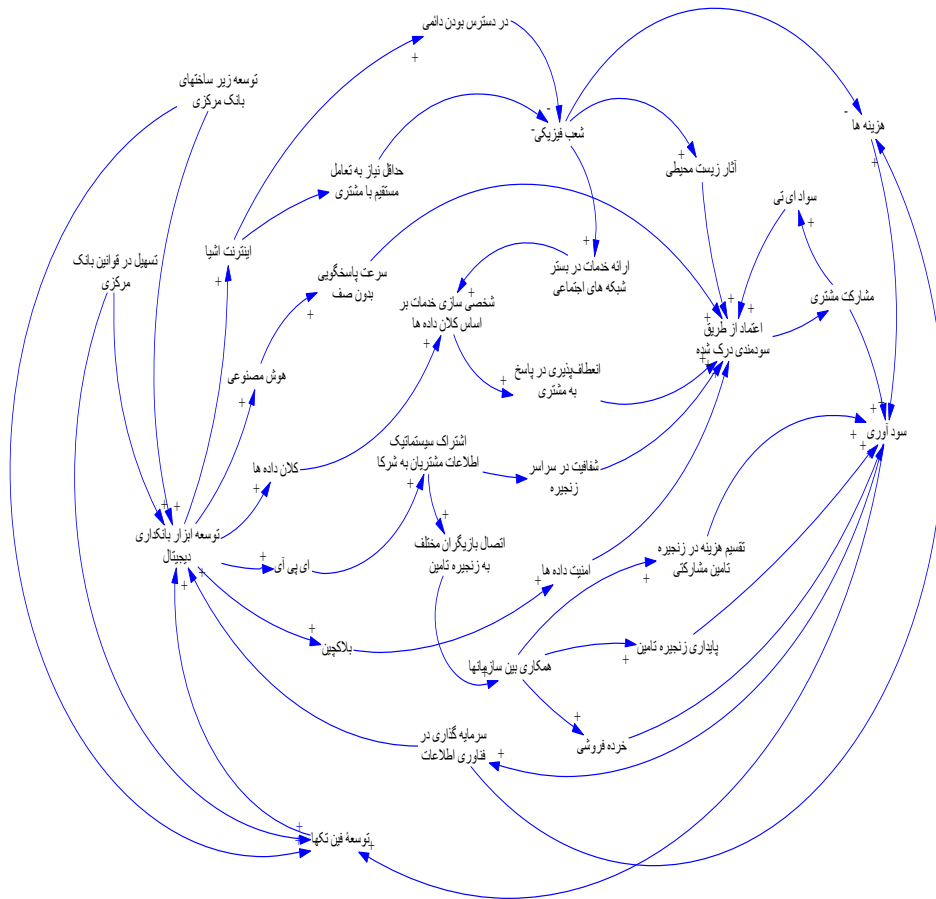 در دسترس بودن دائمی
توسعه زیر ساختهای
بانک مرکزی
هزینه ها
شعب فیزیکی
حداقل نیاز به تعامل
مستقیم با مشتری
آثار زیست محیطی
سواد ای تی
اینترنت اشیا
تسهیل در قوانین بانک
مرکزی
سرعت پاسخگویی
بدون صف
ارائه خدمات در بستر
شبکه های اجتماعی
شخصی سازی خدمات بر
اساس کلان داده ها
مشارکت مشتری
اعتماد از طریق
سودمندی درک شده
هوش مصنوعی
انعطاف‌پذیری در پاسخ
به مشتری
سود آوری
اشتراک سیستماتیک
اطلاعات مشتریان به شرکا
کلان داده ها
شفافیت در سراسر
زنجیره
توسعه ابزار بانکداری
دیجیتال
اتصال بازیگران مختلف
به زنجیره تامین
تقسیم هزینه در زنجیره
تامین مشارکتی
ای پی آی
امنیت داده ها
بلاکچین
پایداری زنجیره تامین
همکاری بین سازمانها
سرمایه گذاری در
فناوری اطلاعات
خرده فروشی
توسعهٔ فین تکها